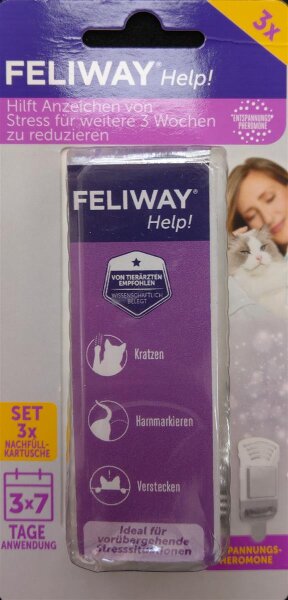 3x
FELIWAY® Help!
Hilft Anzeichen von
Stress für weitere 3 Wochen
zu reduzieren
"ENTSPANNUNGS"
PHEROMONE
FELIWAY®
Help!
VON TIERÄRZTEN
EMPFOHLEN
WISSENSCHAFTLICH
BELEGT
Kratzen
Harnmarkieren
Verstecken
Ideal für
vorübergehende
Stresssituationen
SET
3x
NACHFÜLL-
KARTUSCHE
3x7
TAGE
ANWENDUNG
SPANNUNGS-
HEROMONE